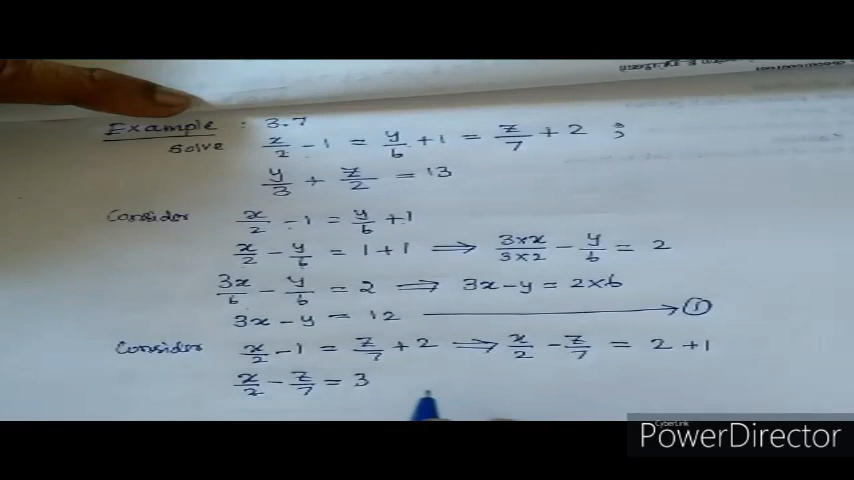 Example : 3.7
Solve x/2 - 1 = y/6 + 1 = z/7 + 2 ;
y/3 + z/2 = 13
Consider x/2 - 1 = y/6 + 1
x/2 - y/6 = 1 + 1 ⟹ 3×x/3×2 - y/6 = 2
3x/6 - y/6 = 2 ⟹ 3x - y = 2×6
3x - y = 12 → ①
Consider x/2 - 1 = z/7 + 2 ⟹ x/2 - z/7 = 2 + 1
x/2 - z/7 = 3
CyberLink
PowerDirector